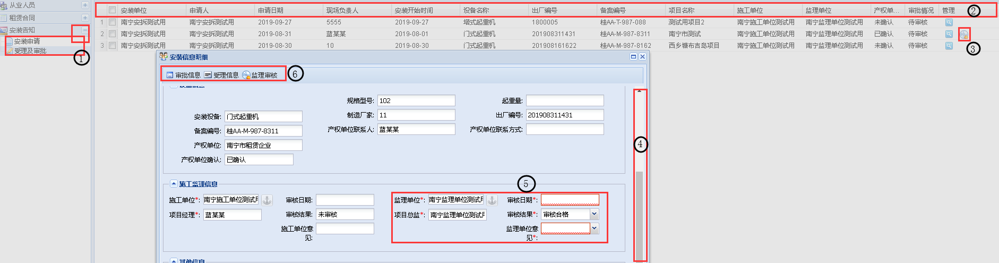 从业人员
租赁合同
安装告知
安装申请
受理及审批
①
安装单位 申请人 申请日期 现场负责人 安装开始时间 设备名称 出厂编号 备案编号 项目名称 施工单位 监理单位 产权单... 审批情况 管理 ②
1 南宁安拆测试用 南宁安拆测试用 2019-09-27 5555 2019-09-27 塔式起重机 1800005 桂AA-T-987-088 测试用项目2 南宁施工单位测试用 南宁监理单位测试用 未确认 待审核
2 南宁安拆测试用 南宁安拆测试用 2019-08-31 蓝某某 2019-08-01 门式起重机 201908311431 桂AA-M-987-8311 南宁市测试 南宁施工单位测试用 南宁监理单位测试用 已确认 待审核
3 南宁安拆测试用 南宁安拆测试用 2019-08-30 10 2019-08-30 门式起重机 201908161622 桂AA-M-987-8162 西乡塘布吉岛项目 南宁施工单位测试用 南宁监理单位测试用 未确认 待审核
③
安装信息明细
审批信息 受理信息 监理审核 ⑥
设备信息
规格型号: 102 起重量:
安装设备: 门式起重机 制造厂家: 11 出厂编号: 201908311431
备案编号: 桂AA-M-987-8311 产权单位联系人: 蓝某某 产权单位联系方式:
产权单位: 南宁市租赁企业
产权单位确认: 已确认
④
⑤
施工监理信息
施工单位*: 南宁施工单位测试用 审核日期: 监理单位*: 南宁监理单位测试用 审核日期*:
项目经理*: 蓝某某 审核结果: 未审核 项目总监*: 南宁监理单位测试用 审核结果*: 审核合格
施工单位意见: 监理单位意见*:
其他信息